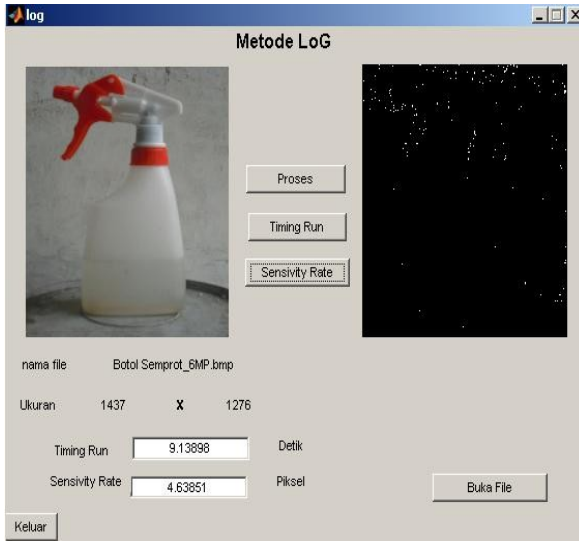 log
Metode LoG
Proses
Timing Run
Sensivity Rate
nama file Botol Semprot_6MP.bmp
Ukuran 1437 X 1276
Timing Run 9.13898 Detik
Sensivity Rate 4.63851 Piksel
Buka File
Keluar